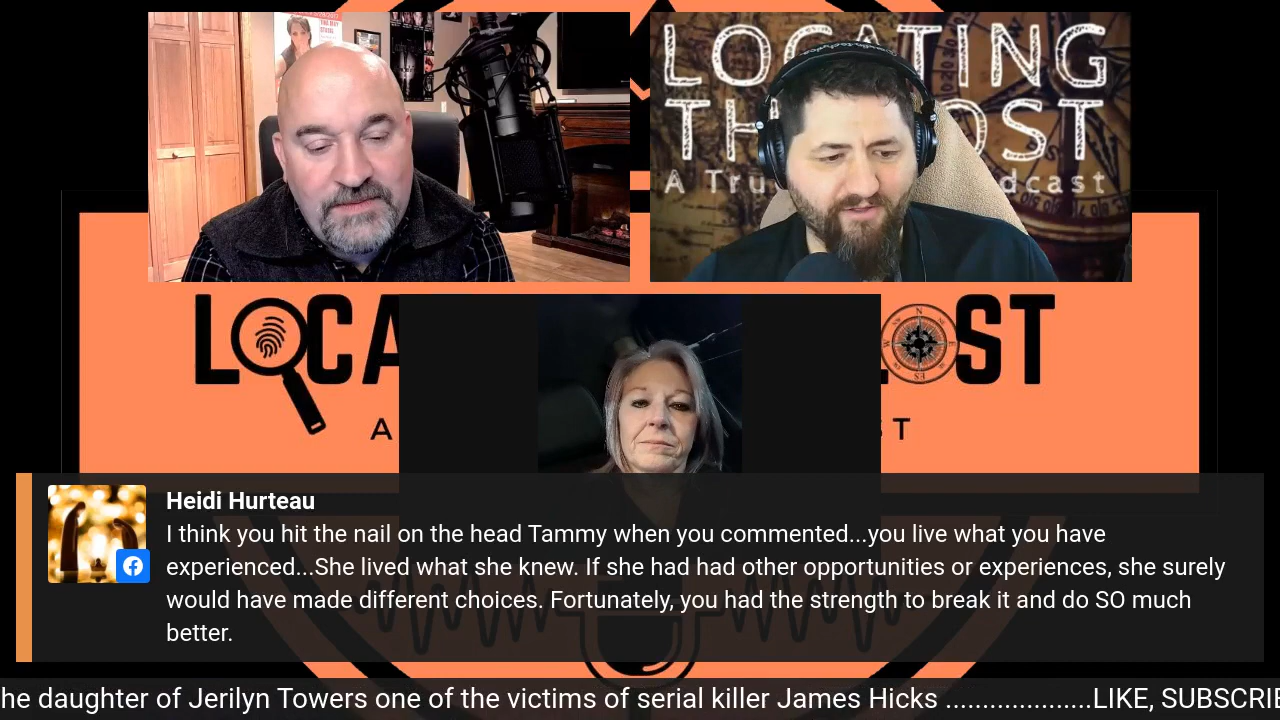 LOCATING
TH OST
A Tru dcast
LOCA ST
A ST
Heidi Hurteau
I think you hit the nail on the head Tammy when you commented...you live what you have
experienced...She lived what she knew. If she had had other opportunities or experiences, she surely
would have made different choices. Fortunately, you had the strength to break it and do SO much
better.
he daughter of Jerilyn Towers one of the victims of serial killer James Hicks ....................LIKE, SUBSCRIE